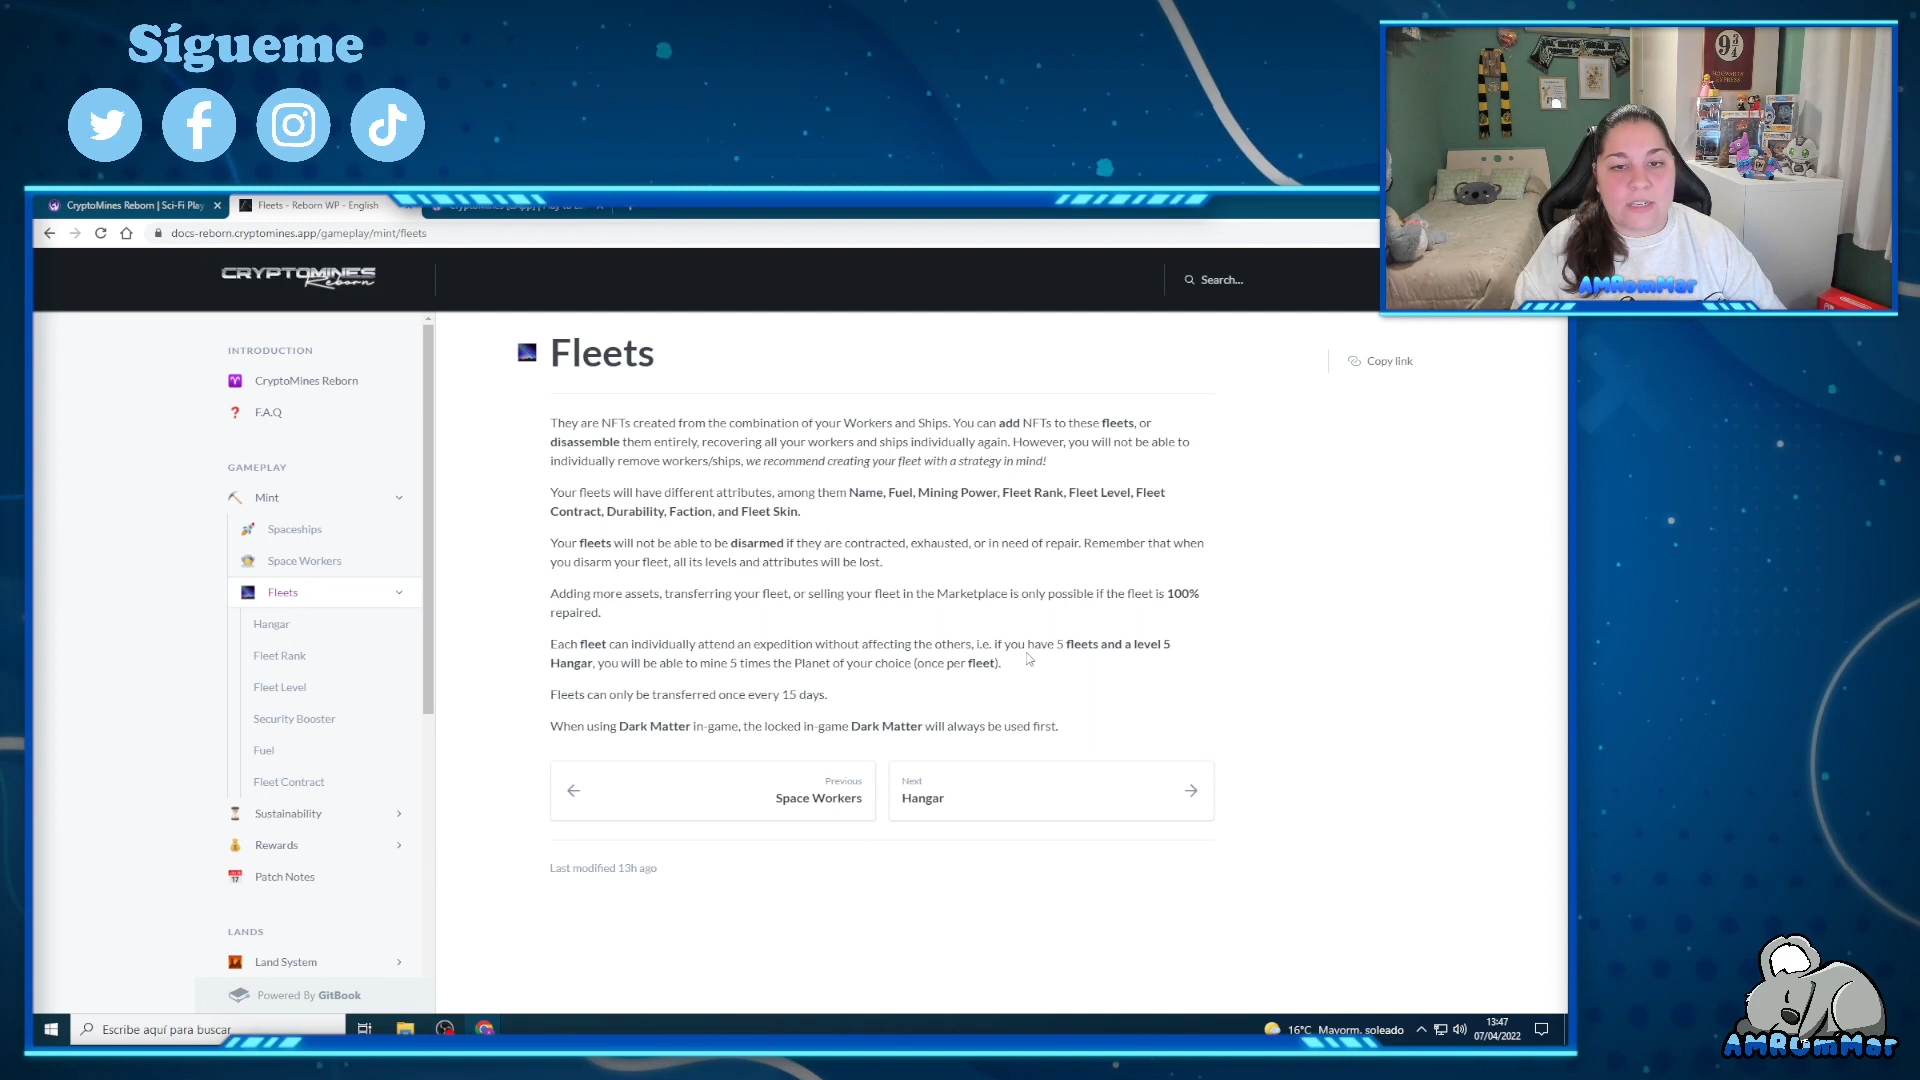 Sígueme
CryptoMines Reborn | Sci-Fi Play
Fleets - Reborn WP - English
docs-reborn.cryptomines.app/gameplay/mint/fleets
CRYPTOMINES
Reborn
Search...
9 3/4
HOGWARTS
EXPRESS
AMRomMar
INTRODUCTION
CryptoMines Reborn
F.A.Q
GAMEPLAY
Mint
Spaceships
Space Workers
Fleets
Hangar
Fleet Rank
Fleet Level
Security Booster
Fuel
Fleet Contract
Sustainability
Rewards
Patch Notes
LANDS
Land System
Powered By GitBook
Fleets
Copy link
They are NFTs created from the combination of your Workers and Ships. You can add NFTs to these fleets, or
disassemble them entirely, recovering all your workers and ships individually again. However, you will not be able to
individually remove workers/ships, we recommend creating your fleet with a strategy in mind!
Your fleets will have different attributes, among them Name, Fuel, Mining Power, Fleet Rank, Fleet Level, Fleet
Contract, Durability, Faction, and Fleet Skin.
Your fleets will not be able to be disarmed if they are contracted, exhausted, or in need of repair. Remember that when
you disarm your fleet, all its levels and attributes will be lost.
Adding more assets, transferring your fleet, or selling your fleet in the Marketplace is only possible if the fleet is 100%
repaired.
Each fleet can individually attend an expedition without affecting the others, i.e. if you have 5 fleets and a level 5
Hangar, you will be able to mine 5 times the Planet of your choice (once per fleet).
Fleets can only be transferred once every 15 days.
When using Dark Matter in-game, the locked in-game Dark Matter will always be used first.
Previous
Space Workers
Next
Hangar
Last modified 13h ago
Escribe aquí para buscar
16°C Mayorm. soleado
13:47
07/04/2022
AMRomMar